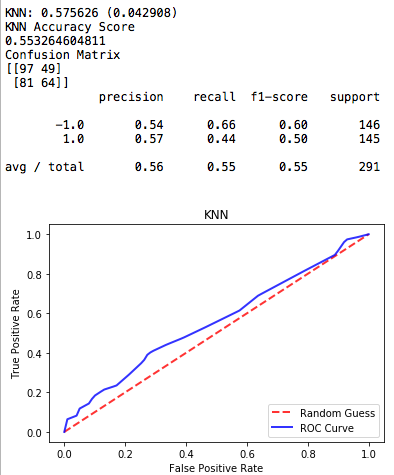 KNN: 0.575626 (0.042908)
KNN Accuracy Score
0.553264604811
Confusion Matrix
[[97 49]
 [81 64]]
precision recall f1-score support
-1.0 0.54 0.66 0.60 146
1.0 0.57 0.44 0.50 145
avg / total 0.56 0.55 0.55 291
KNN
True Positive Rate
1.0
0.8
0.6
0.4
0.2
0.0
Random Guess
ROC Curve
0.0 0.2 0.4 0.6 0.8 1.0
False Positive Rate